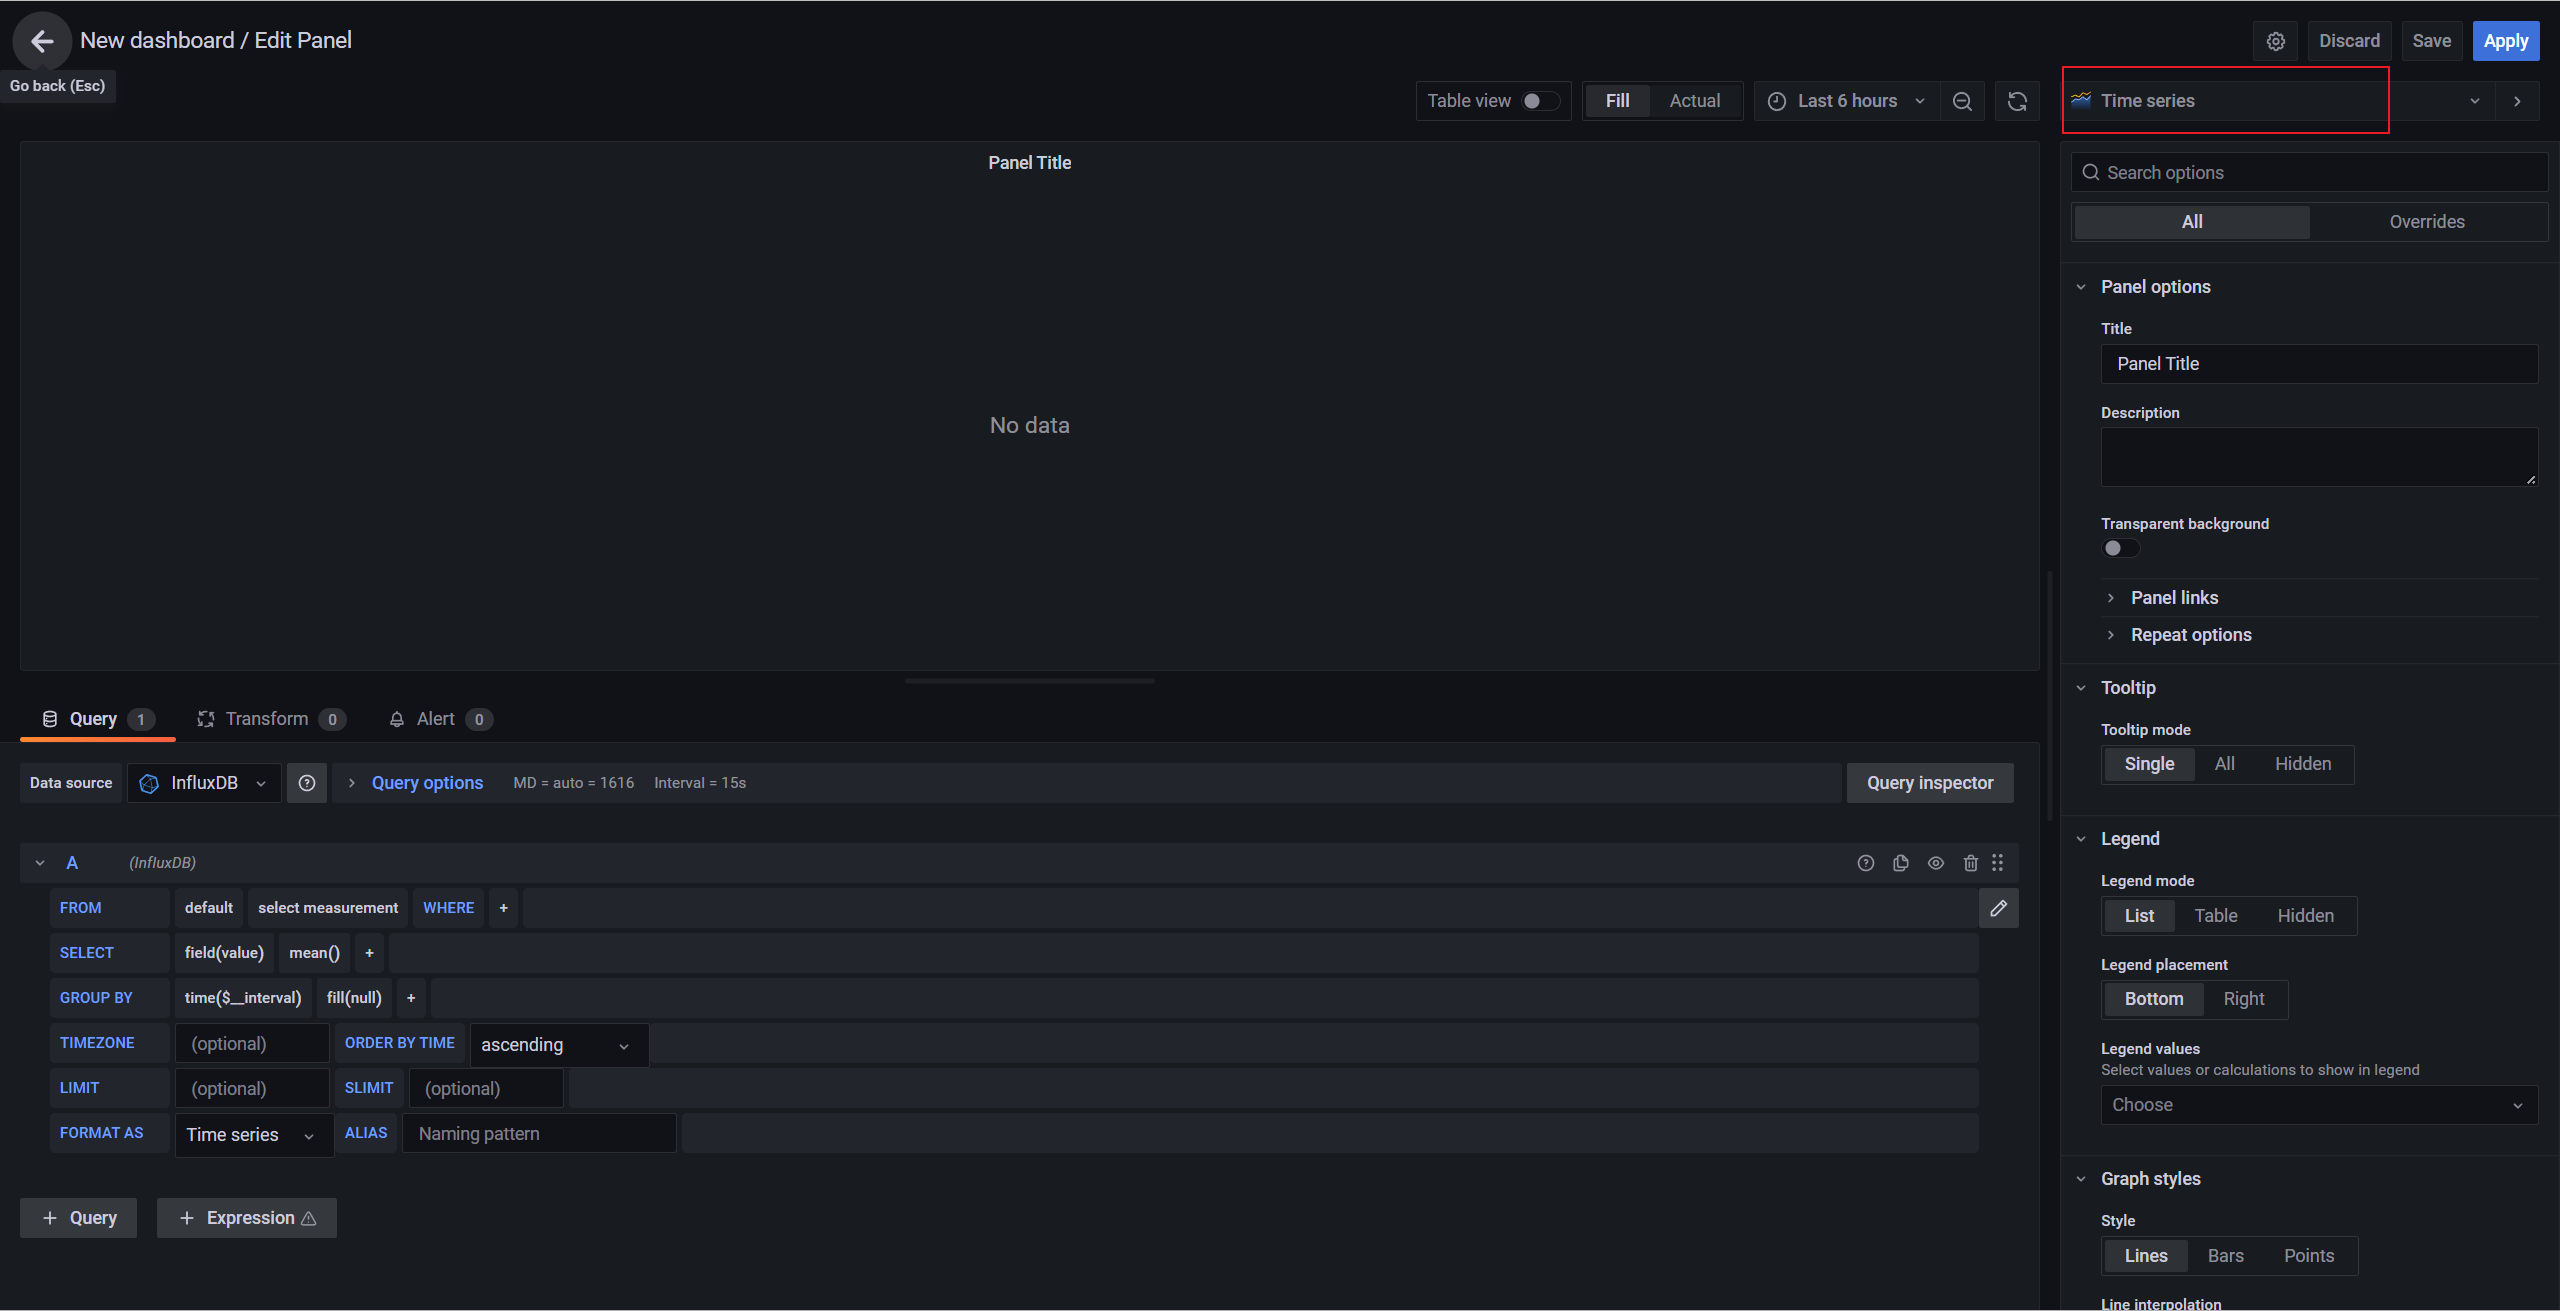 New dashboard / Edit Panel
Discard
Save
Apply
Go back (Esc)
Table view
Fill
Actual
Last 6 hours
Time series
Panel Title
No data
Search options
All
Overrides
Panel options
Title
Panel Title
Description
Transparent background
Panel links
Repeat options
Tooltip
Tooltip mode
Single
All
Hidden
Legend
Legend mode
List
Table
Hidden
Legend placement
Bottom
Right
Legend values
Select values or calculations to show in legend
Choose
Graph styles
Style
Lines
Bars
Points
Line interpolation
Query 1
Transform 0
Alert 0
Data source
InfluxDB
Query options
MD = auto = 1616
Interval = 15s
Query inspector
A (InfluxDB)
FROM default select measurement WHERE +
SELECT field(value) mean() +
GROUP BY time($__interval) fill(null) +
TIMEZONE (optional) ORDER BY TIME ascending
LIMIT (optional) SLIMIT (optional)
FORMAT AS Time series ALIAS Naming pattern
+ Query
+ Expression